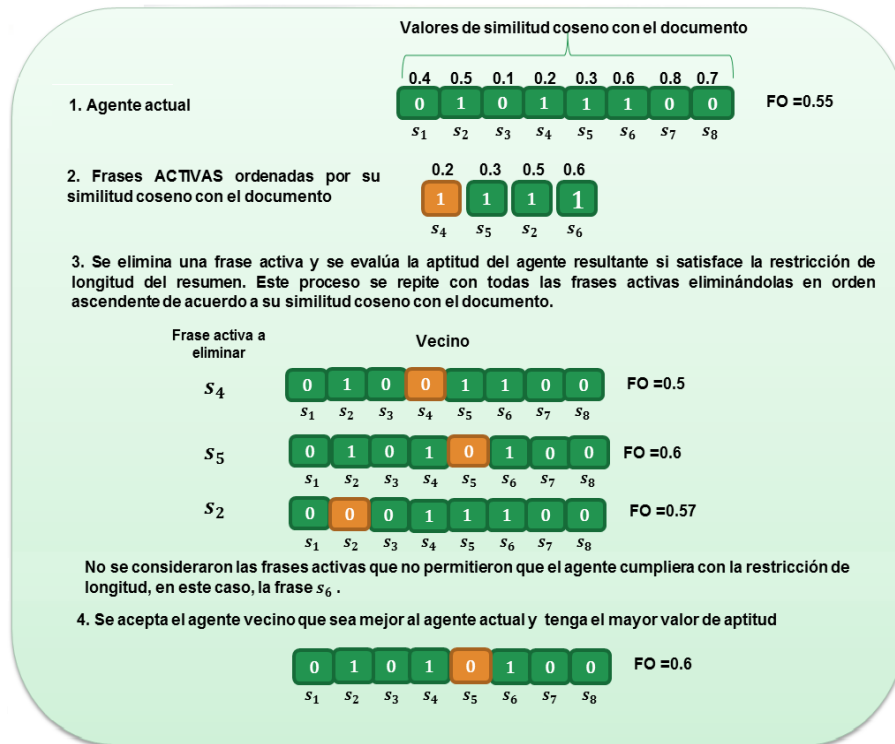 Valores de similitud coseno con el documento
0.4 0.5 0.1 0.2 0.3 0.6 0.8 0.7
1. Agente actual 0 1 0 1 1 1 0 0 FO =0.55
s₁ s₂ s₃ s₄ s₅ s₆ s₇ s₈
2. Frases ACTIVAS ordenadas por su
similitud coseno con el documento
0.2 0.3 0.5 0.6
1 1 1 1
s₄ s₅ s₂ s₆
3. Se elimina una frase activa y se evalúa la aptitud del agente resultante si satisface la restricción de
longitud del resumen. Este proceso se repite con todas las frases activas eliminándolas en orden
ascendente de acuerdo a su similitud coseno con el documento.
Frase activa a
eliminar
Vecino
s₄ 0 1 0 0 1 1 0 0 FO =0.5
s₁ s₂ s₃ s₄ s₅ s₆ s₇ s₈
s₅ 0 1 0 1 0 1 0 0 FO =0.6
s₁ s₂ s₃ s₄ s₅ s₆ s₇ s₈
s₂ 0 0 0 1 1 1 0 0 FO =0.57
s₁ s₂ s₃ s₄ s₅ s₆ s₇ s₈
No se consideraron las frases activas que no permitieron que el agente cumpliera con la restricción de
longitud, en este caso, la frase s₆ .
4. Se acepta el agente vecino que sea mejor al agente actual y tenga el mayor valor de aptitud
0 1 0 1 0 1 0 0 FO =0.6
s₁ s₂ s₃ s₄ s₅ s₆ s₇ s₈